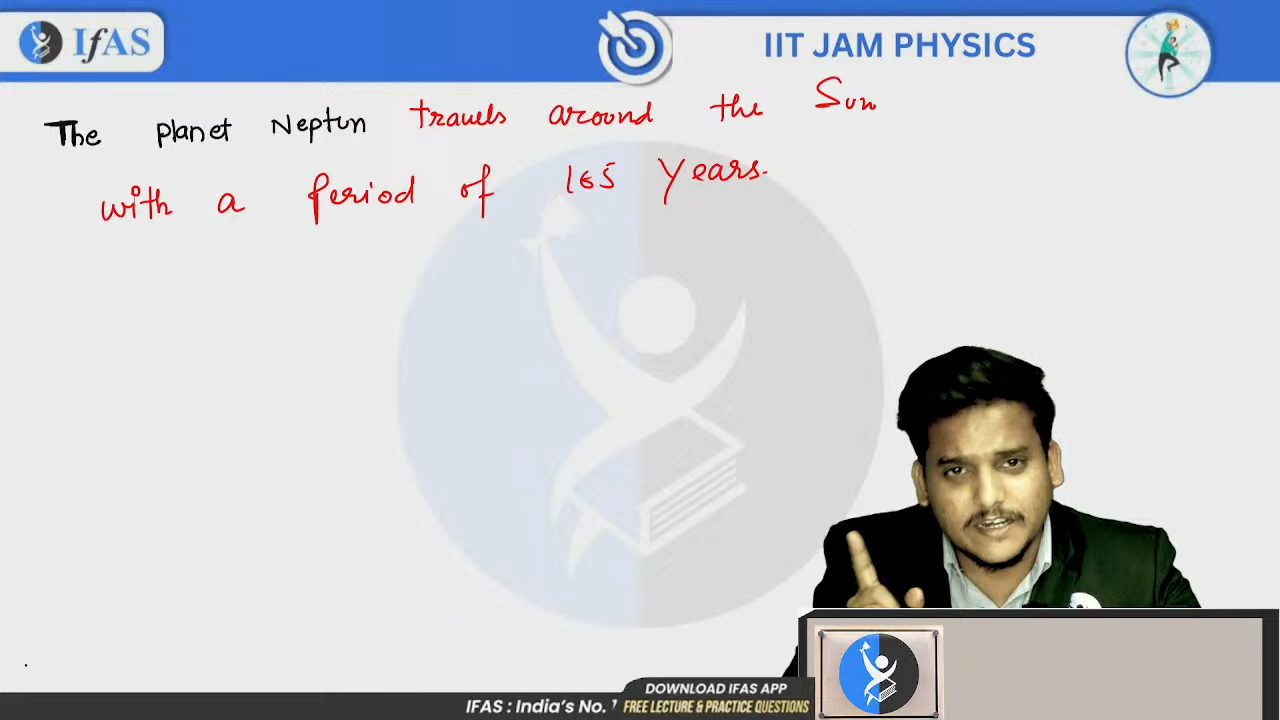 IfAS
IIT JAM PHYSICS
The planet Neptun travels around the Sun
with a period of 165 years.
DOWNLOAD IFAS APP
IFAS : India's No.
FREE LECTURE & PRACTICE QUESTIONS